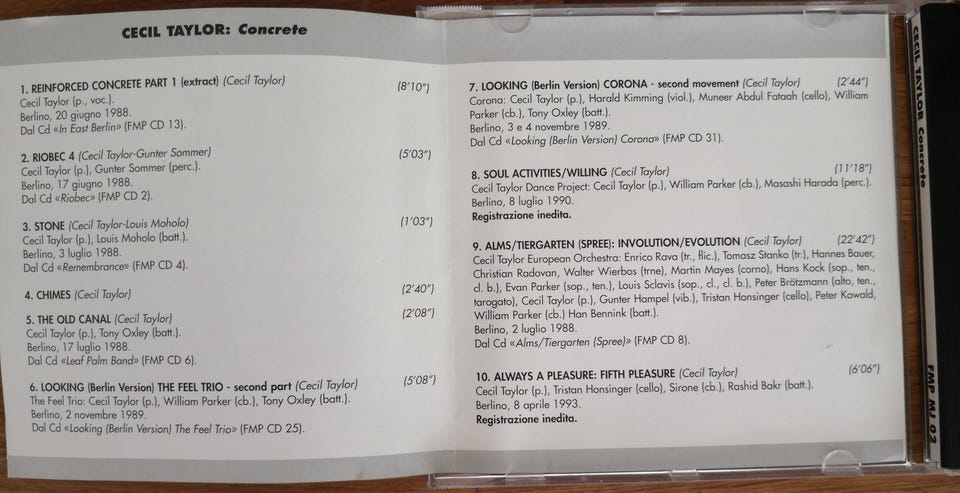 CECIL TAYLOR: Concrete
1. REINFORCED CONCRETE PART 1 (extract) (Cecil Taylor) (8'10")
Cecil Taylor (p., voc.).
Berlino, 20 giugno 1988.
Dal Cd «In East Berlin» (FMP CD 13).
2. RIOBEC 4 (Cecil Taylor-Gunter Sommer) (5'03")
Cecil Taylor (p.), Gunter Sommer (perc.).
Berlino, 17 giugno 1988.
Dal Cd «Riobec» (FMP CD 2).
3. STONE (Cecil Taylor-Louis Moholo) (1'03")
Cecil Taylor (p.), Louis Moholo (batt.).
Berlino, 3 luglio 1988.
Dal Cd «Remembrance» (FMP CD 4).
4. CHIMES (Cecil Taylor) (2'40")
5. THE OLD CANAL (Cecil Taylor) (2'08")
Cecil Taylor (p.), Tony Oxley (batt.).
Berlino, 17 luglio 1988.
Dal Cd «Leaf Palm Band» (FMP CD 6).
6. LOOKING (Berlin Version) THE FEEL TRIO - second part (Cecil Taylor) (5'08")
The Feel Trio: Cecil Taylor (p.), William Parker (cb.), Tony Oxley (batt.).
Berlino, 2 novembre 1989.
Dal Cd «Looking (Berlin Version) The Feel Trio» (FMP CD 25).
7. LOOKING (Berlin Version) CORONA - second movement (Cecil Taylor) (2'44")
Corona: Cecil Taylor (p.), Harald Kimming (viol.), Muneer Abdul Fataah (cello), William
Parker (cb.), Tony Oxley (batt.).
Berlino, 3 e 4 novembre 1989.
Dal Cd «Looking (Berlin Version) Corona» (FMP CD 31).
8. SOUL ACTIVITIES/WILLING (Cecil Taylor) (11'18")
Cecil Taylor Dance Project: Cecil Taylor (p.), William Parker (cb.), Masashi Harada (perc.).
Berlino, 8 luglio 1990.
Registrazione inedita.
9. ALMS/TIERGARTEN (SPREE): INVOLUTION/EVOLUTION (Cecil Taylor) (22'42")
Cecil Taylor European Orchestra: Enrico Rava (tr., flic.), Tomasz Stanko (tr.), Hannes Bauer,
Christian Radovan, Walter Wierbos (trne), Martin Mayes (corno), Hans Kock (sop., ten.,
cl. b.), Evan Parker (sop., ten.), Louis Sclavis (sop., cl., cl. b.), Peter Brötzmann (alto, ten.,
tarogato), Cecil Taylor (p.), Gunter Hampel (vib.), Tristan Honsinger (cello), Peter Kowald,
William Parker (cb.) Han Bennink (batt.).
Berlino, 2 luglio 1988.
Dal Cd «Alms/Tiergarten (Spree)» (FMP CD 8).
10. ALWAYS A PLEASURE: FIFTH PLEASURE (Cecil Taylor) (6'06")
Cecil Taylor (p.), Tristan Honsinger (cello), Sirone (cb.), Rashid Bakr (batt.).
Berlino, 8 aprile 1993.
Registrazione inedita.
CECIL TAYLOR Concrete
FMP MJ 02